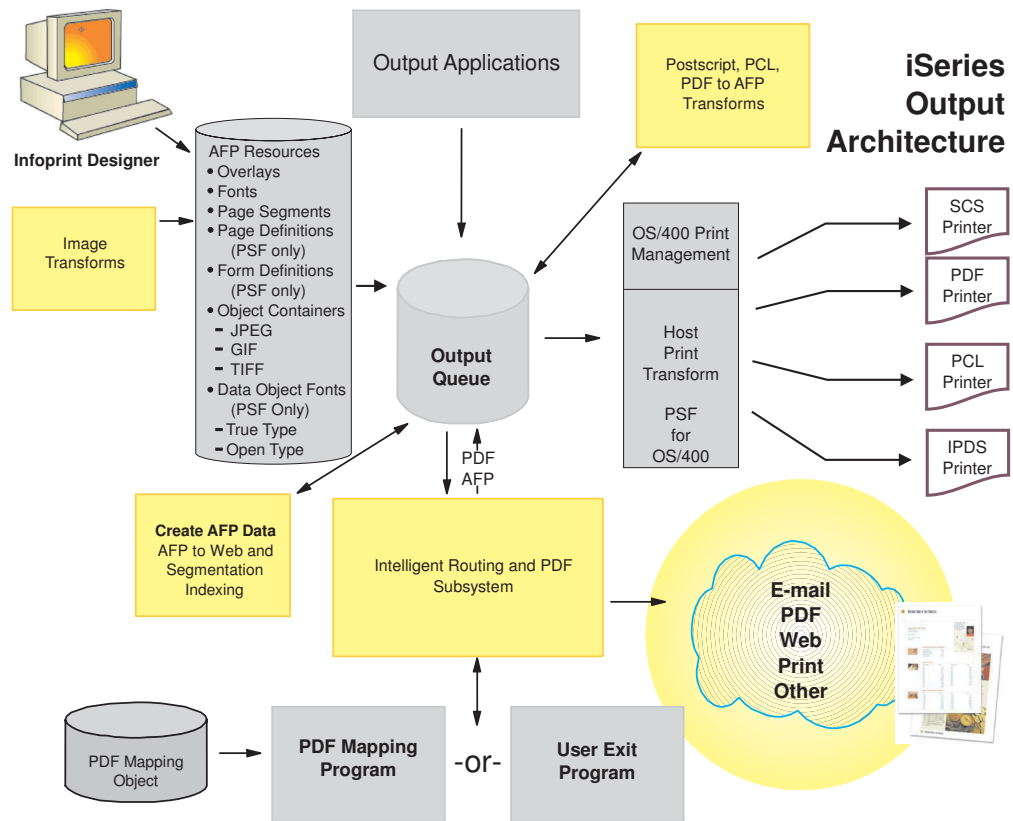 iSeries
Output
Architecture
Infoprint Designer
Output Applications
Postscript, PCL,
PDF to AFP
Transforms
Image
Transforms
AFP Resources
• Overlays
• Fonts
• Page Segments
• Page Definitions
(PSF only)
• Form Definitions
(PSF only)
• Object Containers
- JPEG
- GIF
- TIFF
• Data Object Fonts
(PSF Only)
- True Type
- Open Type
Output
Queue
OS/400 Print
Management
Host
Print
Transform
PSF
for
OS/400
SCS
Printer
PDF
Printer
PCL
Printer
IPDS
Printer
PDF
AFP
Create AFP Data
AFP to Web and
Segmentation
Indexing
Intelligent Routing and PDF
Subsystem
E-mail
PDF
Web
Print
Other
PDF Mapping
Object
PDF Mapping
Program
-or-
User Exit
Program